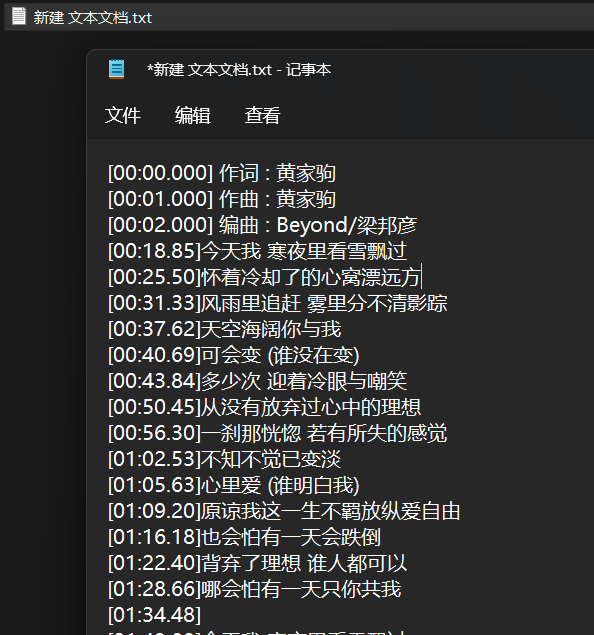 新建 文本文档.txt
*新建 文本文档.txt - 记事本
文件 编辑 查看
[00:00.000] 作词 : 黄家驹
[00:01.000] 作曲 : 黄家驹
[00:02.000] 编曲 : Beyond/梁邦彦
[00:18.85]今天我 寒夜里看雪飘过
[00:25.50]怀着冷却了的心窝漂远方
[00:31.33]风雨里追赶 雾里分不清影踪
[00:37.62]天空海阔你与我
[00:40.69]可会变 (谁没在变)
[00:43.84]多少次 迎着冷眼与嘲笑
[00:50.45]从没有放弃过心中的理想
[00:56.30]一刹那恍惚 若有所失的感觉
[01:02.53]不知不觉已变淡
[01:05.63]心里爱 (谁明白我)
[01:09.20]原谅我这一生不羁放纵爱自由
[01:16.18]也会怕有一天会跌倒
[01:22.40]背弃了理想 谁人都可以
[01:28.66]哪会怕有一天只你共我
[01:34.48]